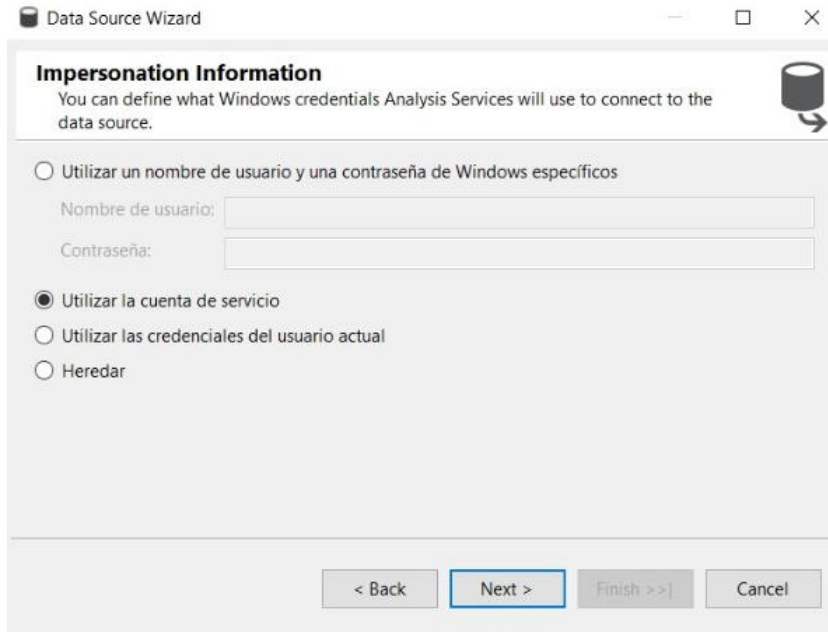 Data Source Wizard
Impersonation Information
You can define what Windows credentials Analysis Services will use to connect to the
data source.
Utilizar un nombre de usuario y una contraseña de Windows específicos
Nombre de usuario:
Contraseña:
Utilizar la cuenta de servicio
Utilizar las credenciales del usuario actual
Heredar
< Back Next > Finish >>| Cancel